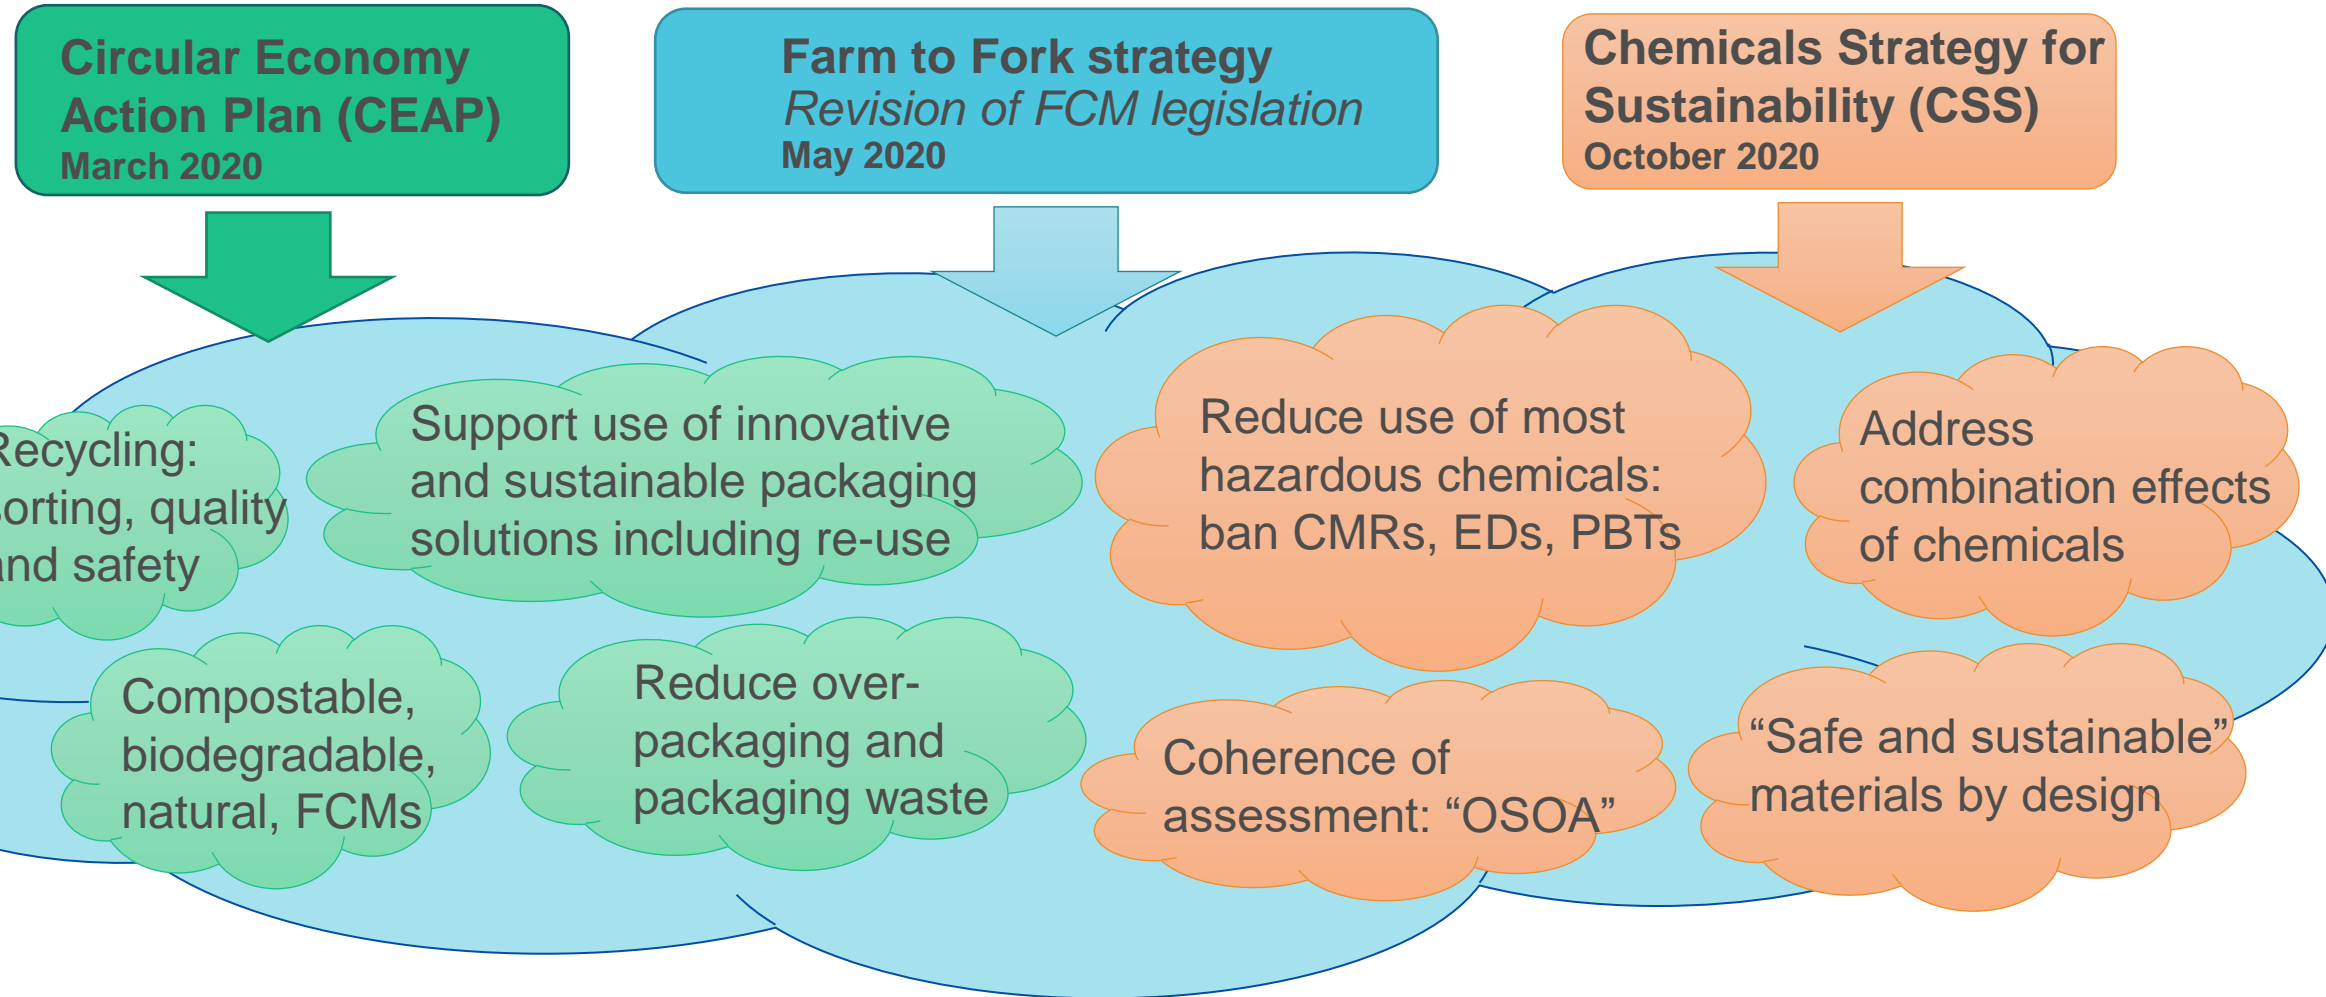 Circular Economy
Action Plan (CEAP)
March 2020
Farm to Fork strategy
Revision of FCM legislation
May 2020
Chemicals Strategy for
Sustainability (CSS)
October 2020
Recycling:
sorting, quality
and safety
Support use of innovative
and sustainable packaging
solutions including re-use
Reduce use of most
hazardous chemicals:
ban CMRs, EDs, PBTs
Address
combination effects
of chemicals
Compostable,
biodegradable,
natural, FCMs
Reduce over-
packaging and
packaging waste
Coherence of
assessment: “OSOA”
“Safe and sustainable”
materials by design